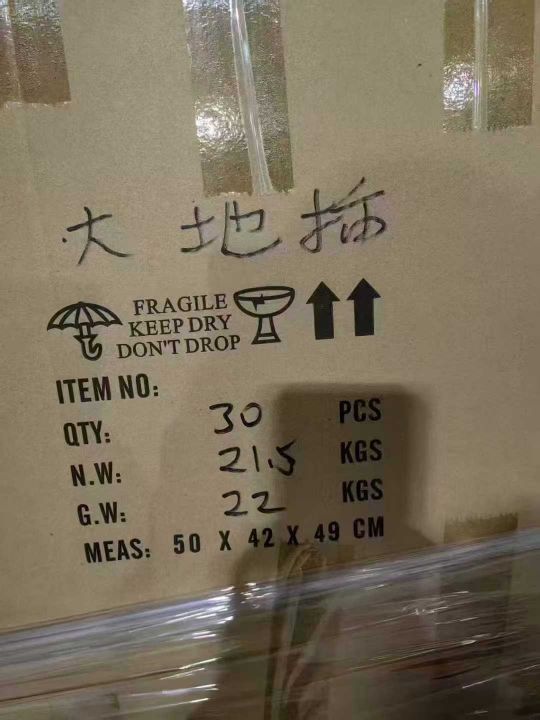 大地插
FRAGILE
KEEP DRY
DON'T DROP
ITEM NO:
QTY: 30 PCS
N.W: 21.5 KGS
G.W: 22 KGS
MEAS: 50 X 42 X 49 CM